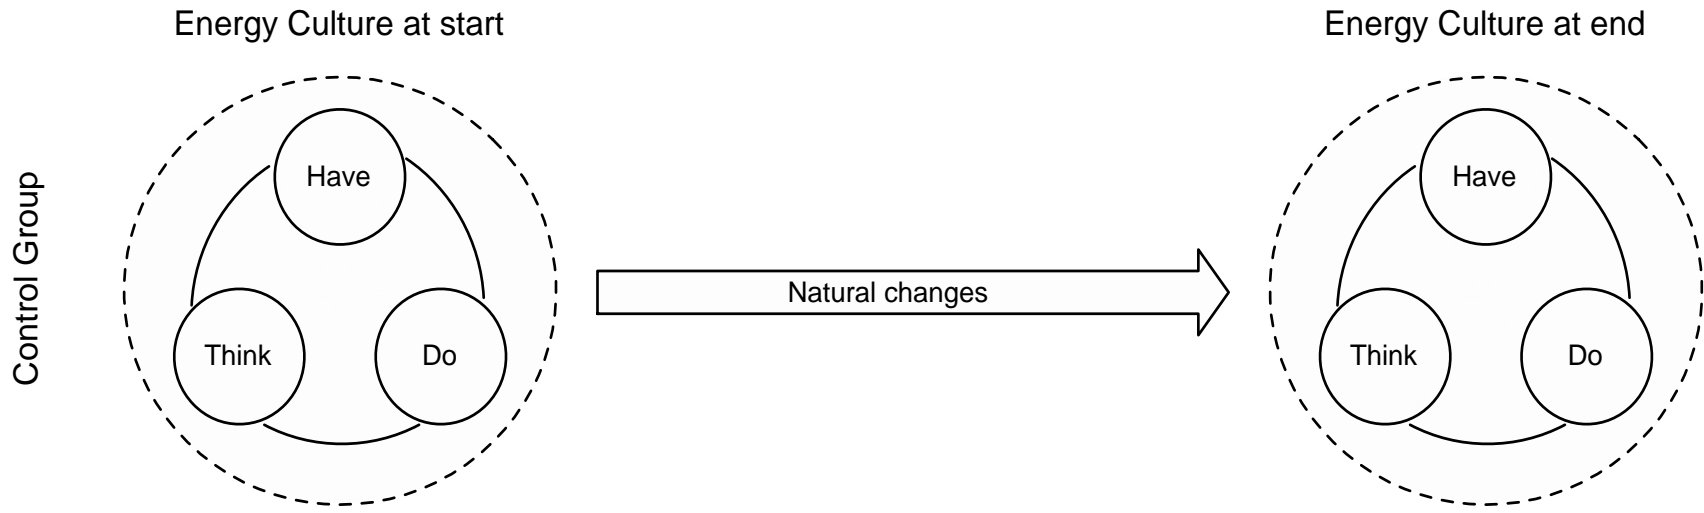 Energy Culture at start
Energy Culture at end
Control Group
Have
Think
Do
Natural changes
Have
Think
Do